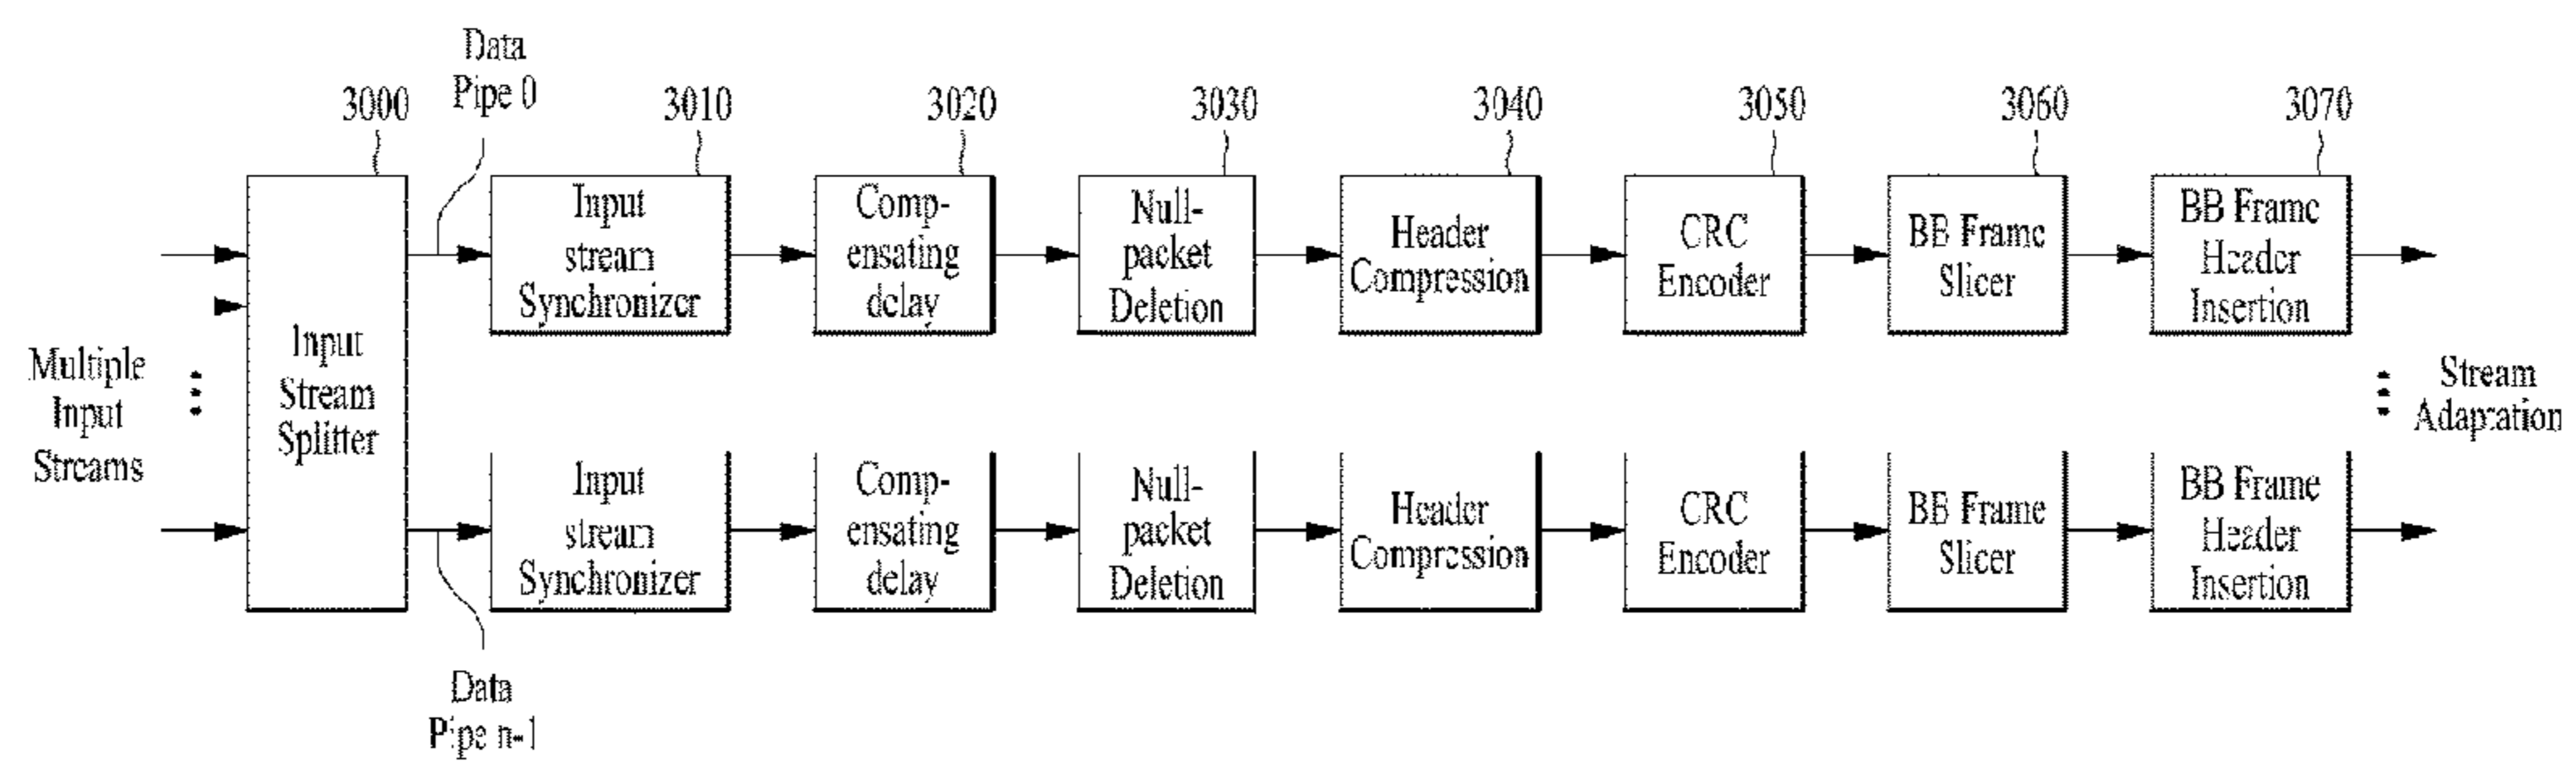 Data
Pipe 0
3000
3010
3020
3030
3040
3050
3060
3070
Multiple
Input
Streams
Input
Stream
Splitter
Input
stream
Synchronizer
Comp-
ensating
delay
Null-
packet
Deletion
Header
Compression
CRC
Encoder
BB Frame
Slicer
BB Frame
Header
Insertion
Stream
Adaptation
Input
stream
Synchronizer
Comp-
ensating
delay
Null-
packet
Deletion
Header
Compression
CRC
Encoder
BB Frame
Slicer
BB Frame
Header
Insertion
Data
Pipe n-1